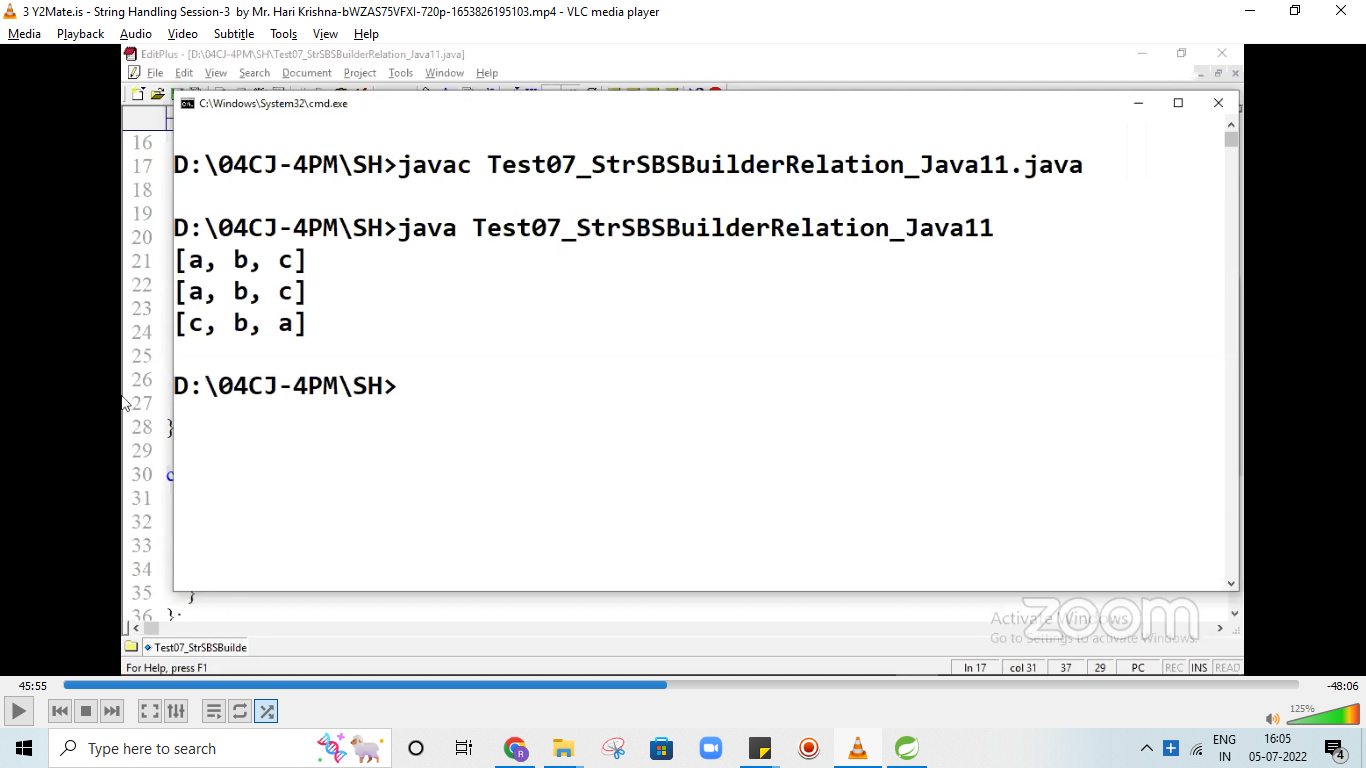 3 Y2Mate.is - String Handling Session-3  by Mr. Hari Krishna-bWZAS75VFXI-720p-1653826195103.mp4 - VLC media player
Media Playback Audio Video Subtitle Tools View Help
EditPlus - [D:\04CJ-4PM\SH\Test07_StrSBSBuilderRelation_Java11.java]
File Edit View Search Document Project Tools Window Help
C:\Windows\System32\cmd.exe
16
D:\04CJ-4PM\SH>javac Test07_StrSBSBuilderRelation_Java11.java
17
18
19
D:\04CJ-4PM\SH>java Test07_StrSBSBuilderRelation_Java11
20
21 [a, b, c]
22 [a, b, c]
23
24 [c, b, a]
25
26 D:\04CJ-4PM\SH>
27
28 }
29
30 c
31
32
33
34
35 }
36 };
zoom
Activate Windows
Go to Settings to activate Windows.
Test07_StrSBSBuilde
For Help, press F1 ln 17 col 31 37 29 PC REC INS READ
45:55 -48:06
125%
Type here to search
ENG
IN
16:05
05-07-2022
4